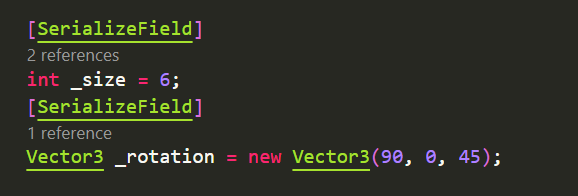 [SerializeField]
2 references
int _size = 6;
[SerializeField]
1 reference
Vector3 _rotation = new Vector3(90, 0, 45);